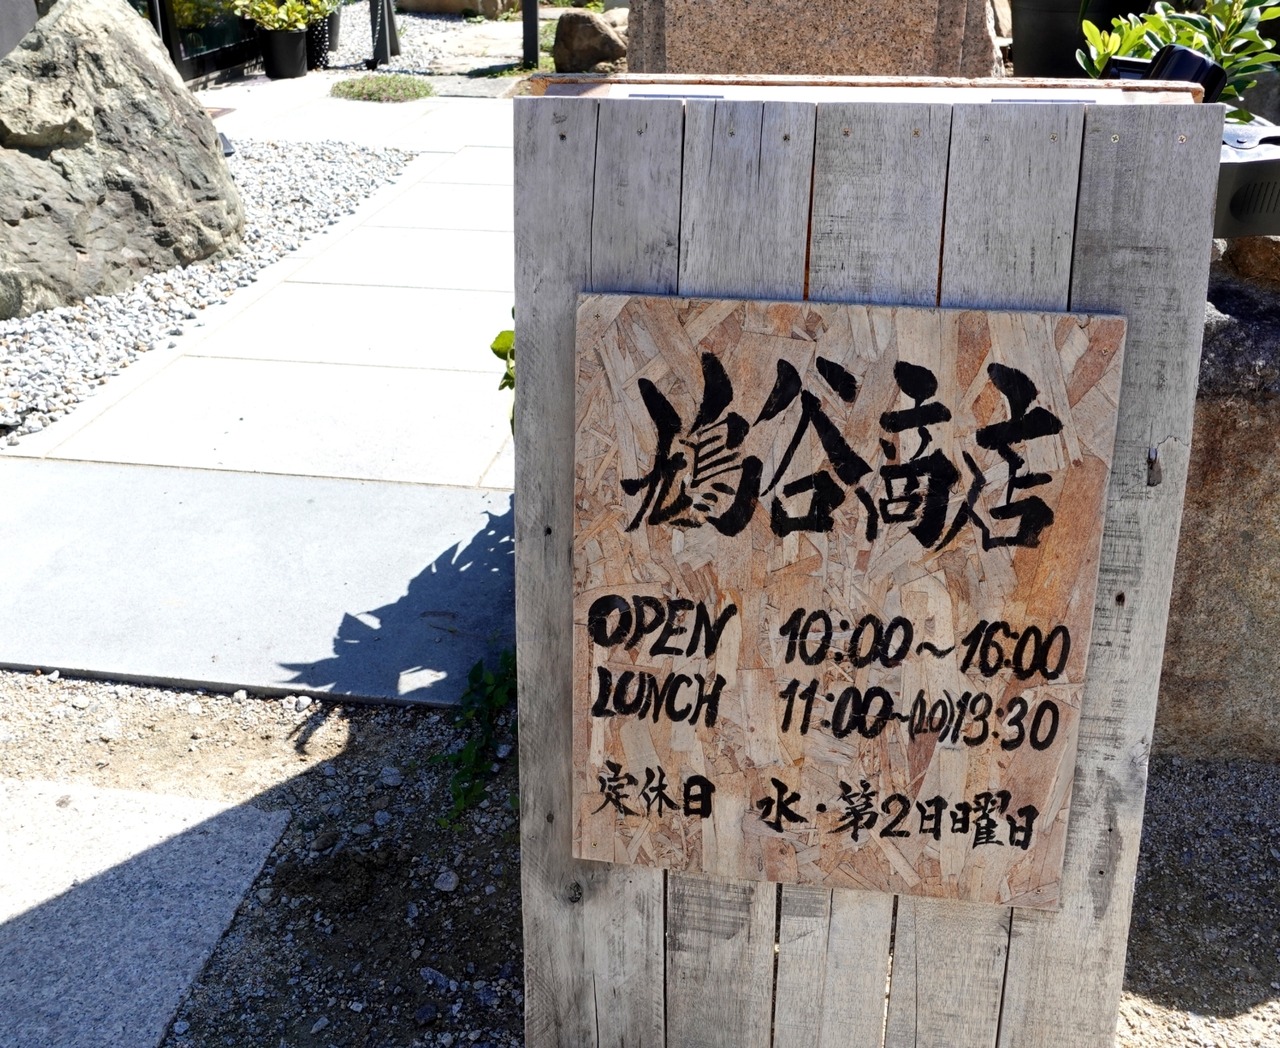 鳩谷商店
OPEN 10:00~16:00
LUNCH 11:00~(LO)13:30
定休日 水・第2日曜日